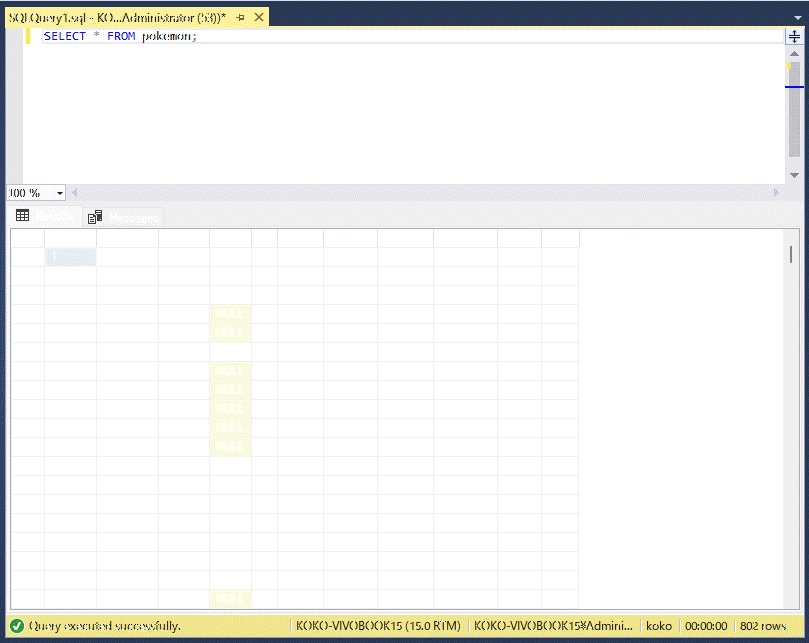 SQLQuery1.sql - KO...Administrator (53))*
SELECT * FROM pokemon;
100 %
Results Messages
1
NULL
NULL
NULL
NULL
NULL
NULL
NULL
NULL
Query executed successfully. KOKO-VIVOBOOK15 (15.0 RTM) KOKO-VIVOBOOK15\Admini... koko 00:00:00 802 rows